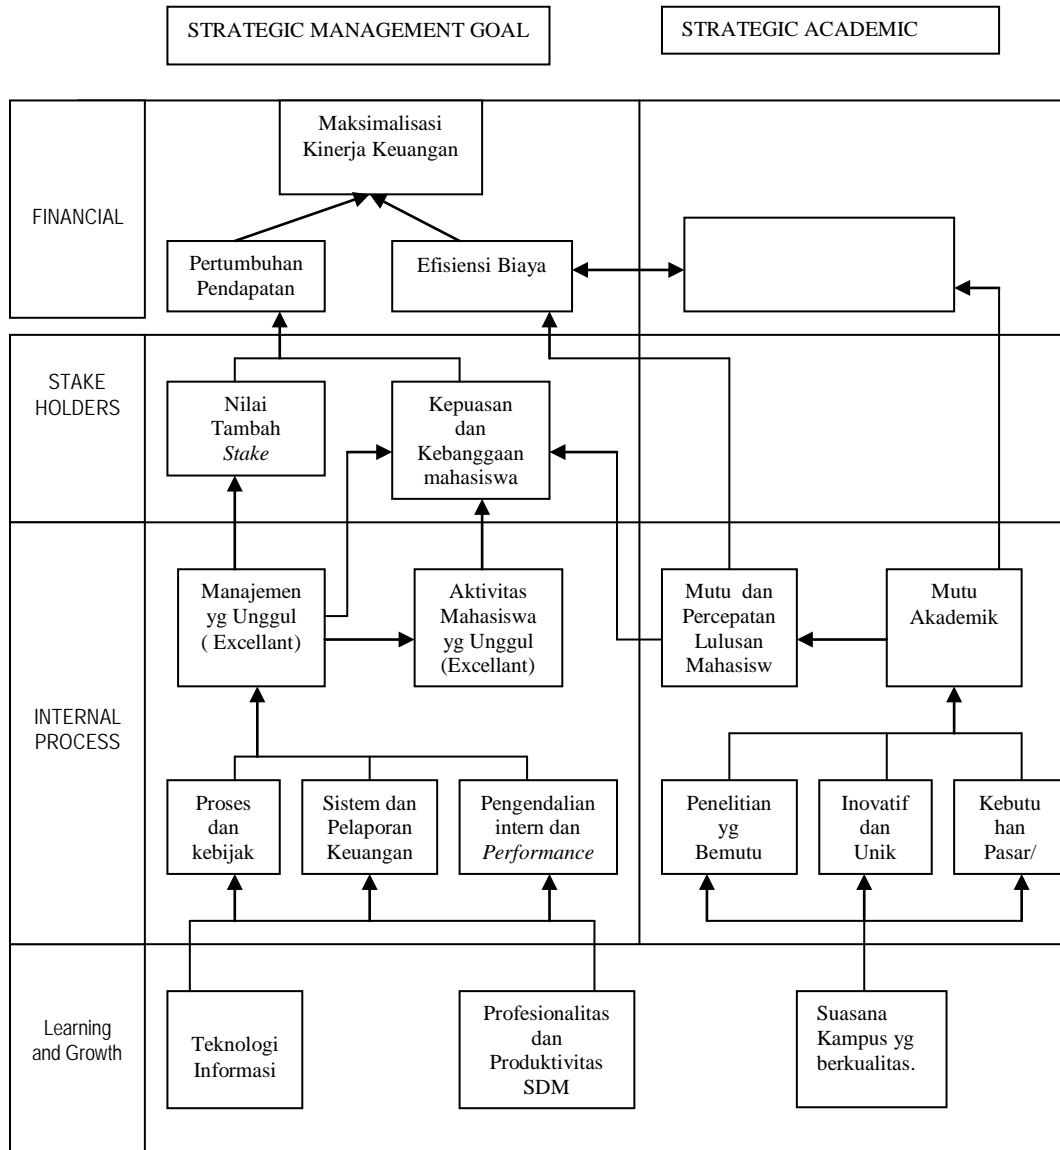 STRATEGIC MANAGEMENT GOAL
STRATEGIC ACADEMIC
FINANCIAL
Maksimalisasi
Kinerja Keuangan
Pertumbuhan
Pendapatan
Efisiensi Biaya
STAKE
HOLDERS
Nilai
Tambah
Stake
Kepuasan
dan
Kebanggaan
mahasiswa
INTERNAL
PROCESS
Manajemen
yg Unggul
( Excellant)
Aktivitas
Mahasiswa
yg Unggul
(Excellant)
Mutu dan
Percepatan
Lulusan
Mahasisw
Mutu
Akademik
Proses
dan
kebijak
Sistem dan
Pelaporan
Keuangan
Pengendalian
intern dan
Performance
Penelitian
yg
Bemutu
Inovatif
dan
Unik
Kebutu
han
Pasar/
Learning
and Growth
Teknologi
Informasi
Profesionalitas
dan
Produktivitas
SDM
Suasana
Kampus yg
berkualitas.